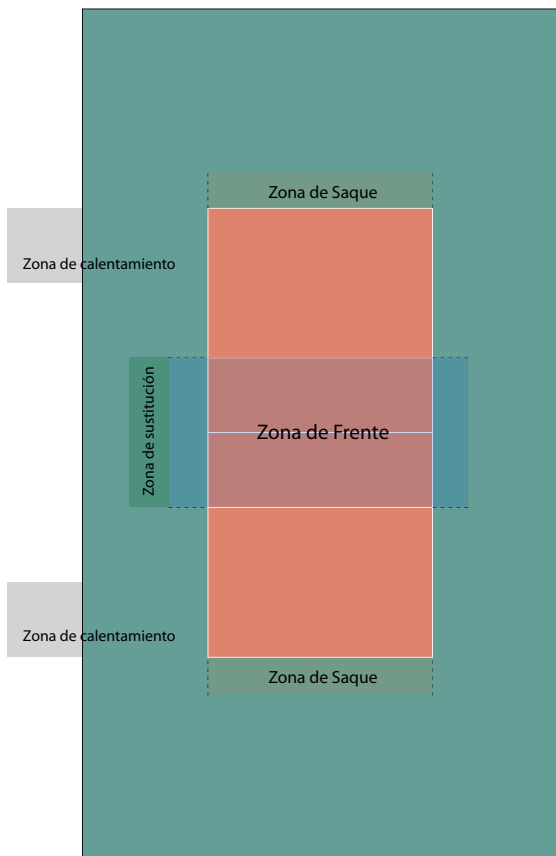 Zona de Saque
Zona de calentamiento
Zona de sustitución
Zona de Frente
Zona de calentamiento
Zona de Saque